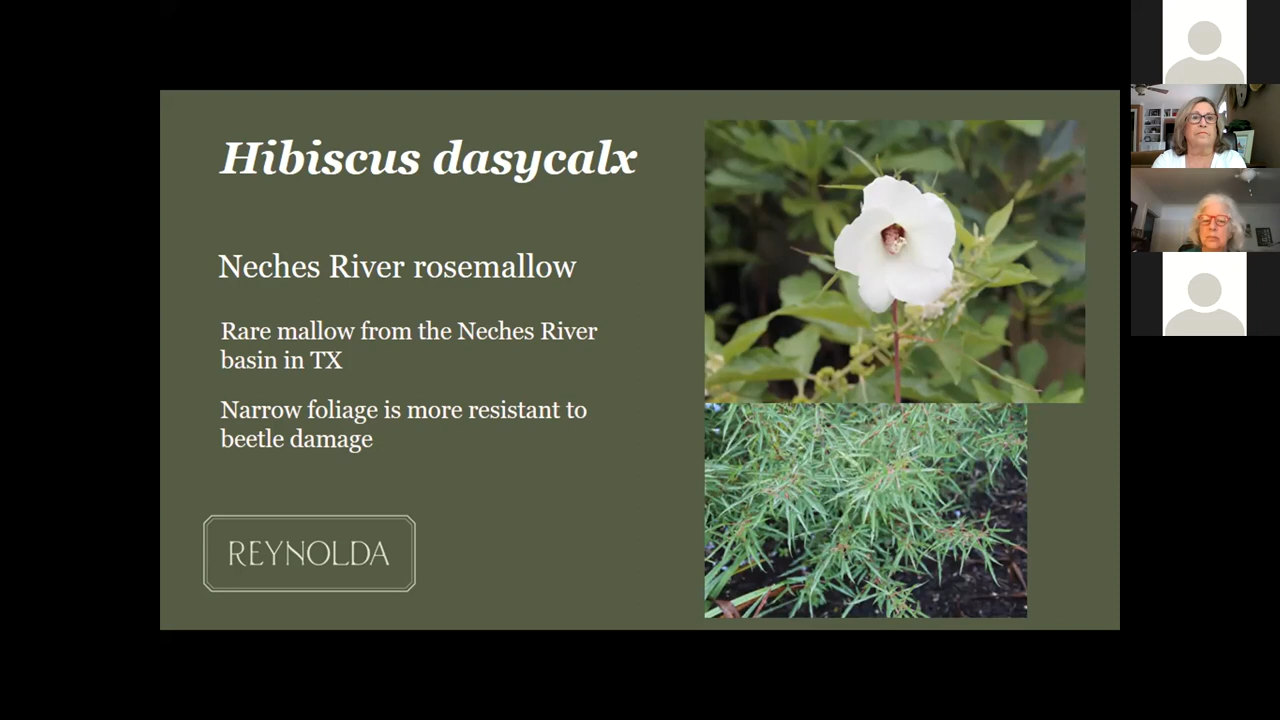 Hibiscus dasycalx
Neches River rosemallow
Rare mallow from the Neches River
basin in TX
Narrow foliage is more resistant to
beetle damage
REYNOLDA